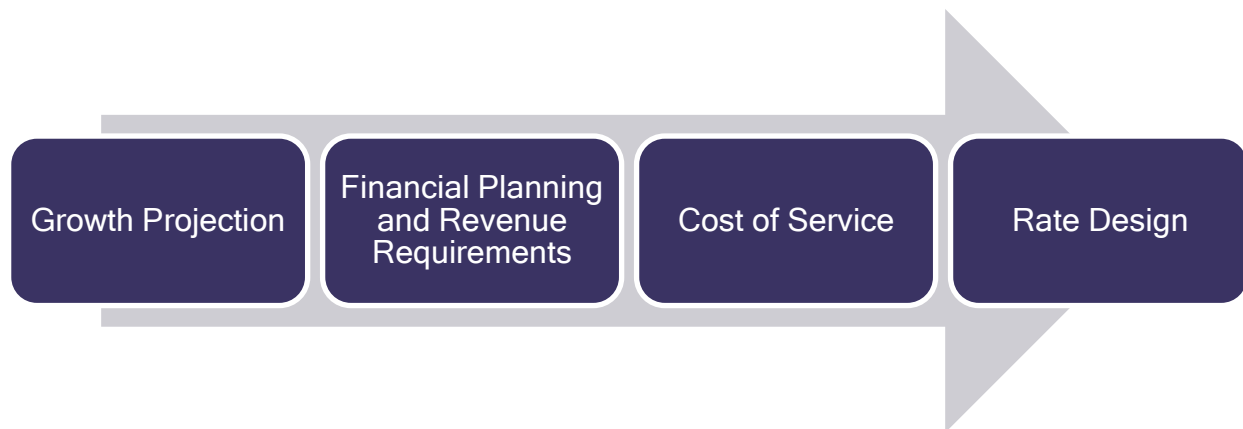 Growth Projection
Financial Planning
and Revenue
Requirements
Cost of Service
Rate Design